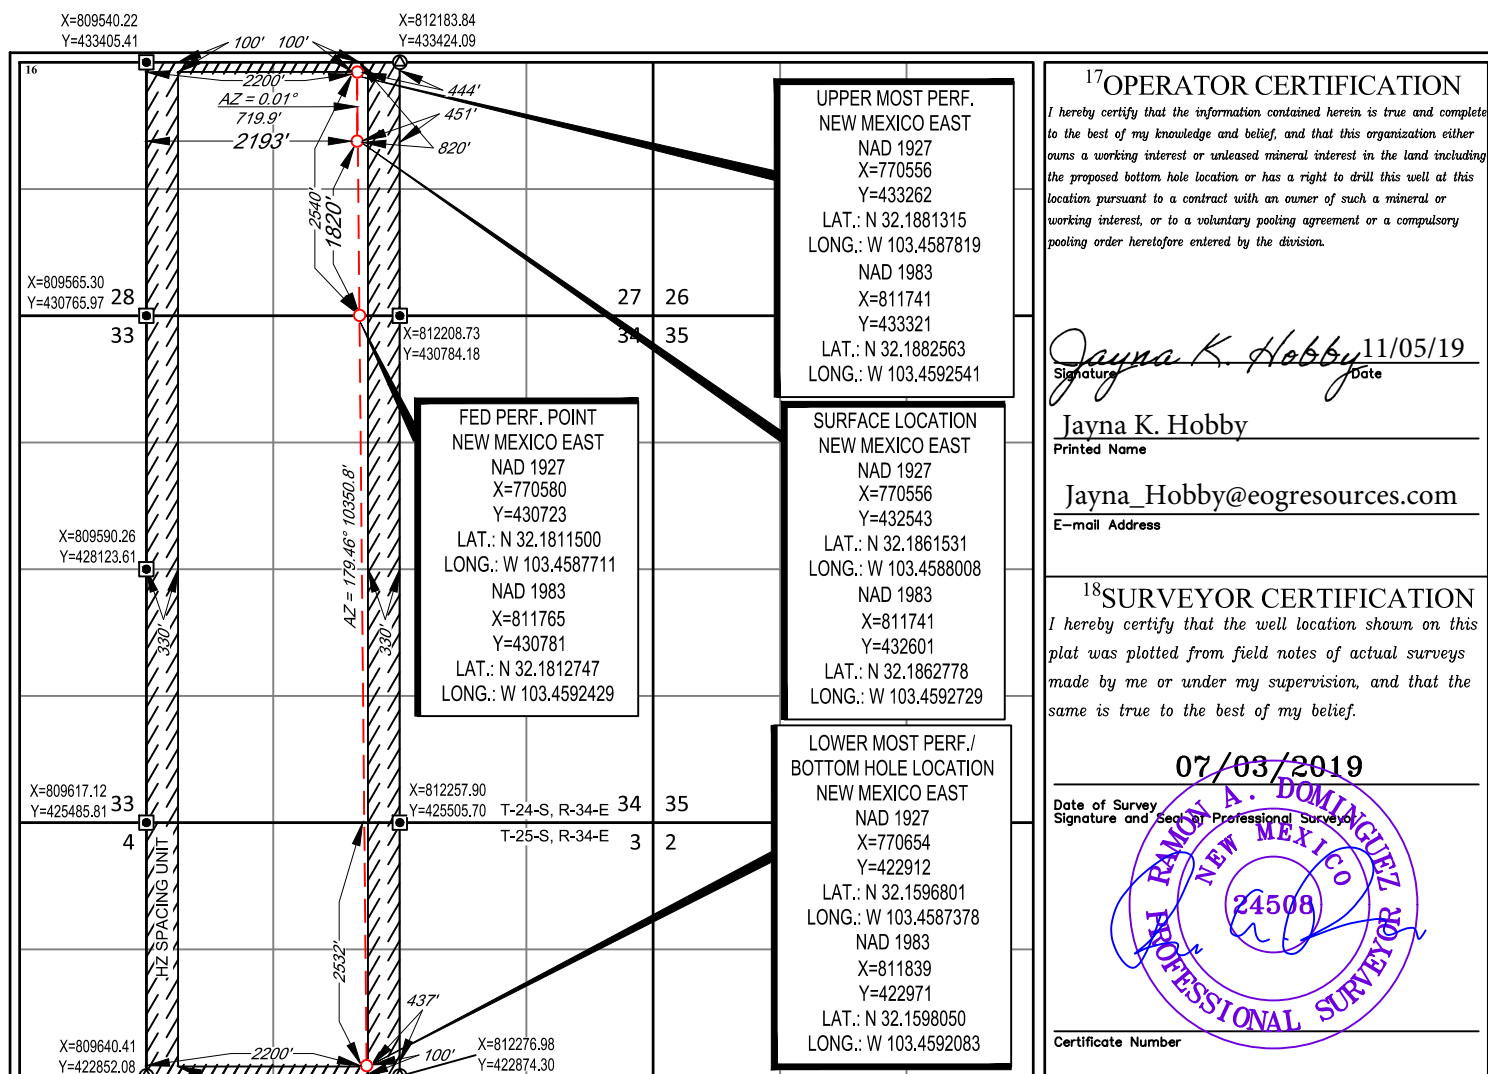 X=809540.22
Y=433405.41
X=812183.84
Y=433424.09
16
100' 100'
2200'
AZ = 0.01°
719.9'
2193'
444'
451'
820'
2540'
1820'
X=809565.30
Y=430765.97
28
33
27 26
34 35
X=812208.73
Y=430784.18
UPPER MOST PERF.
NEW MEXICO EAST
NAD 1927
X=770556
Y=433262
LAT.: N 32.1881315
LONG.: W 103.4587819
NAD 1983
X=811741
Y=433321
LAT.: N 32.1882563
LONG.: W 103.4592541
FED PERF. POINT
NEW MEXICO EAST
NAD 1927
X=770580
Y=430723
LAT.: N 32.1811500
LONG.: W 103.4587711
NAD 1983
X=811765
Y=430781
LAT.: N 32.1812747
LONG.: W 103.4592429
SURFACE LOCATION
NEW MEXICO EAST
NAD 1927
X=770556
Y=432543
LAT.: N 32.1861531
LONG.: W 103.4588008
NAD 1983
X=811741
Y=432601
LAT.: N 32.1862778
LONG.: W 103.4592729
X=809590.26
Y=428123.61
AZ = 179.46° 10350.8'
330'
330'
X=809617.12
Y=425485.81
33
4
X=812257.90
Y=425505.70
T-24-S, R-34-E
T-25-S, R-34-E
34 35
3 2
HZ SPACING UNIT
2532'
LOWER MOST PERF./
BOTTOM HOLE LOCATION
NEW MEXICO EAST
NAD 1927
X=770654
Y=422912
LAT.: N 32.1596801
LONG.: W 103.4587378
NAD 1983
X=811839
Y=422971
LAT.: N 32.1598050
LONG.: W 103.4592083
437'
100'
2200'
X=809640.41
Y=422852.08
X=812276.98
Y=422874.30
17 OPERATOR CERTIFICATION
I hereby certify that the information contained herein is true and complete
to the best of my knowledge and belief, and that this organization either
owns a working interest or unleased mineral interest in the land including
the proposed bottom hole location or has a right to drill this well at this
location pursuant to a contract with an owner of such a mineral or
working interest, or to a voluntary pooling agreement or a compulsory
pooling order heretofore entered by the division.
Jayna K. Hobby 11/05/19
Signature Date
Jayna K. Hobby
Printed Name
Jayna_Hobby@eogresources.com
E-mail Address
18 SURVEYOR CERTIFICATION
I hereby certify that the well location shown on this
plat was plotted from field notes of actual surveys
made by me or under my supervision, and that the
same is true to the best of my belief.
07/03/2019
Date of Survey
Signature and Seal of Professional Surveyor
RAMON A. DOMINGUEZ
NEW MEXICO
24508
PROFESSIONAL SURVEYOR
Certificate Number